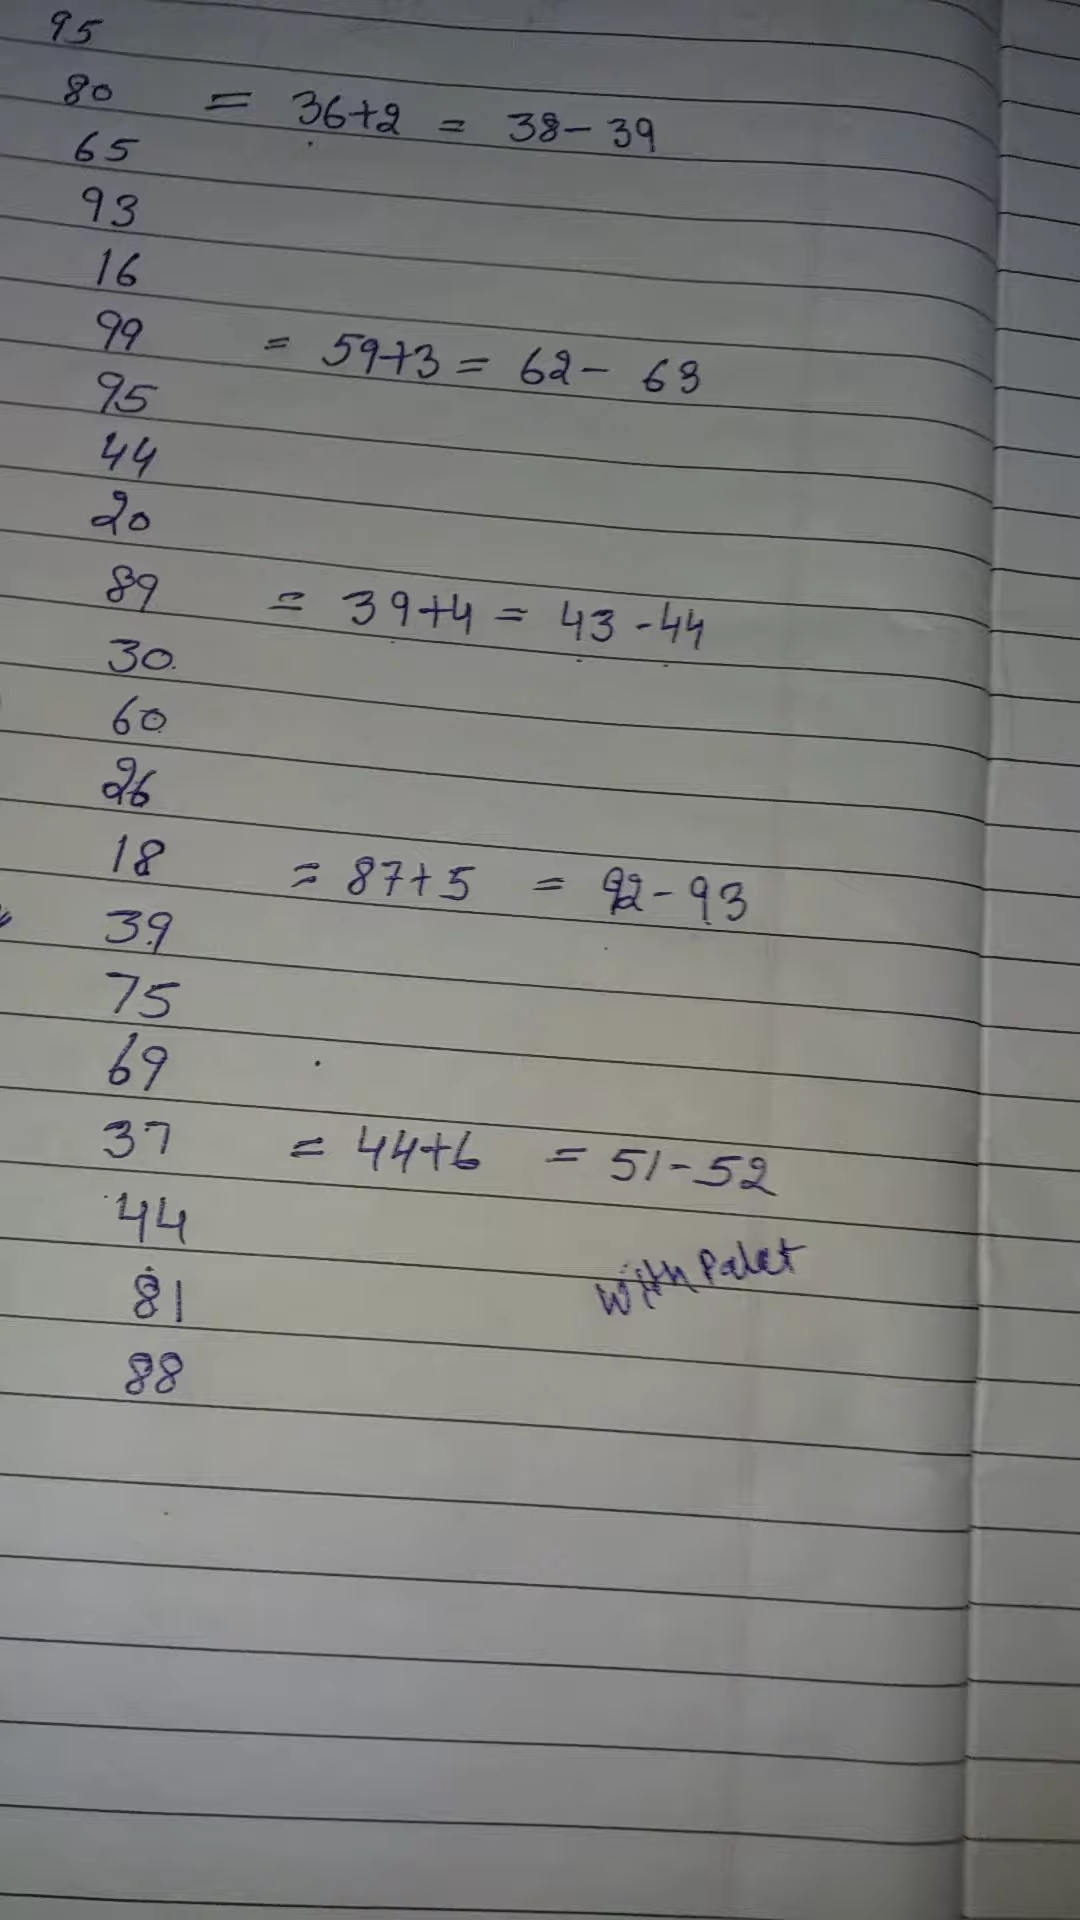 95
80 = 36+2 = 38-39
65
93
16
99 = 59+3 = 62- 63
95
44
20
89 = 39+4 = 43-44
30
60
26
18 = 87+5 = 92-93
39
75
69
37 = 44+6 = 51-52
44
81
88
with Palat